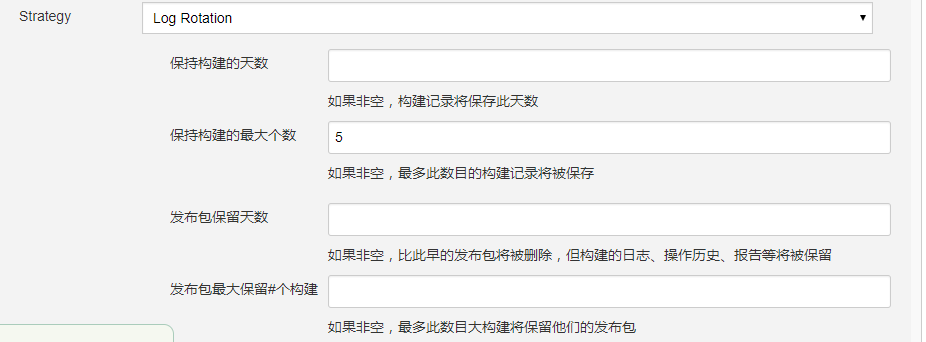 Strategy
Log Rotation
保持构建的天数
如果非空，构建记录将保存此天数
保持构建的最大个数
5
如果非空，最多此数目的构建记录将被保存
发布包保留天数
如果非空，比此早的发布包将被删除，但构建的日志、操作历史、报告等将被保留
发布包最大保留#个构建
如果非空，最多此数目大构建将保留他们的发布包